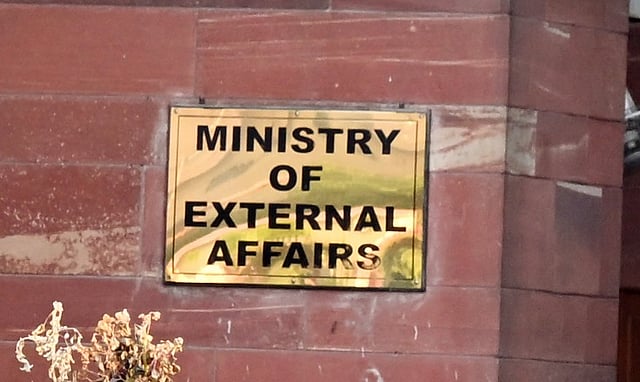 MINISTRY
OF
EXTERNAL
AFFAIRS